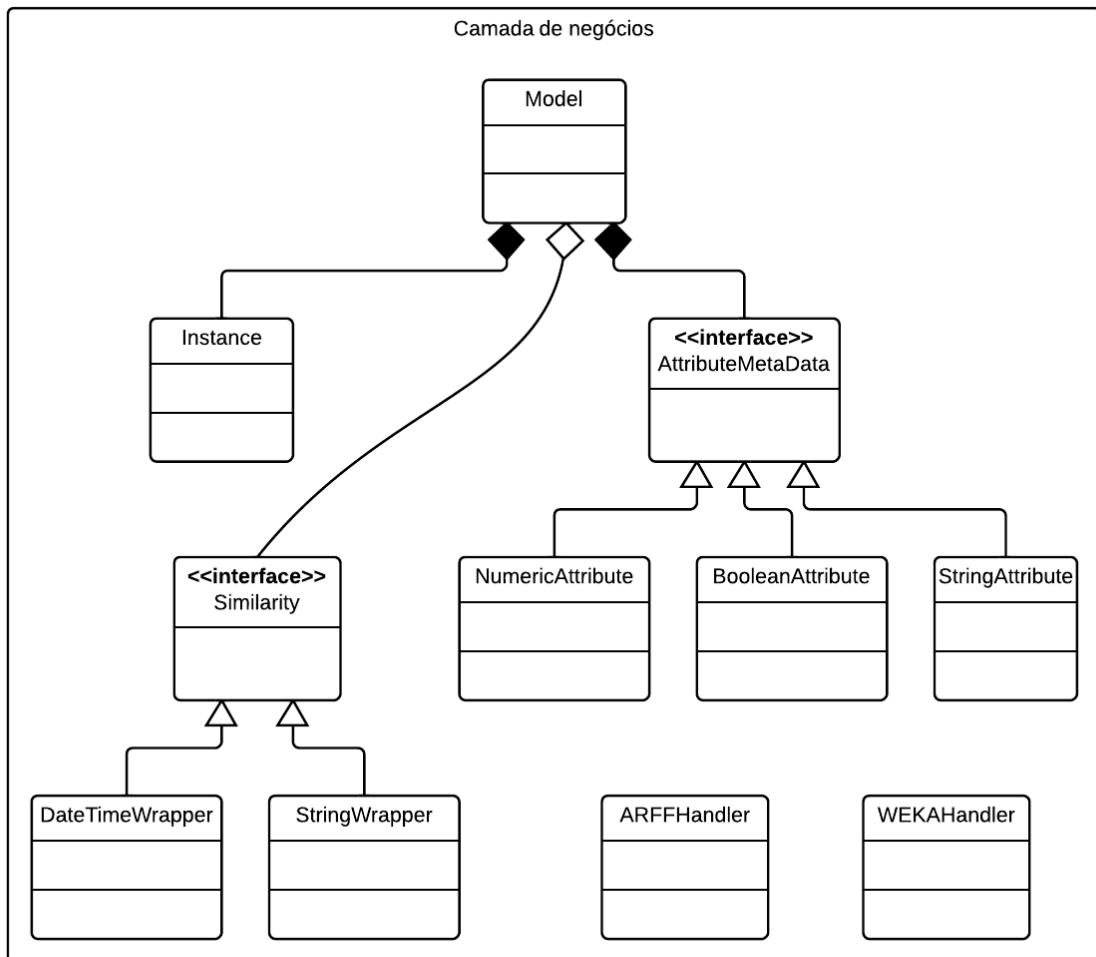 Camada de negócios
Model
Instance
<<interface>>
AttributeMetaData
<<interface>>
Similarity
NumericAttribute
BooleanAttribute
StringAttribute
DateTimeWrapper
StringWrapper
ARFFHandler
WEKAHandler